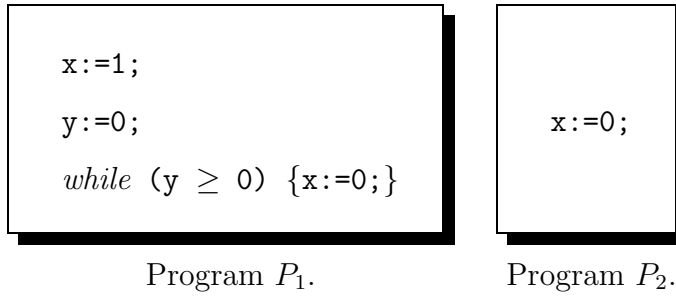 x:=1;
y:=0;
while (y ≥ 0) {x:=0;}
Program P₁.
x:=0;
Program P₂.